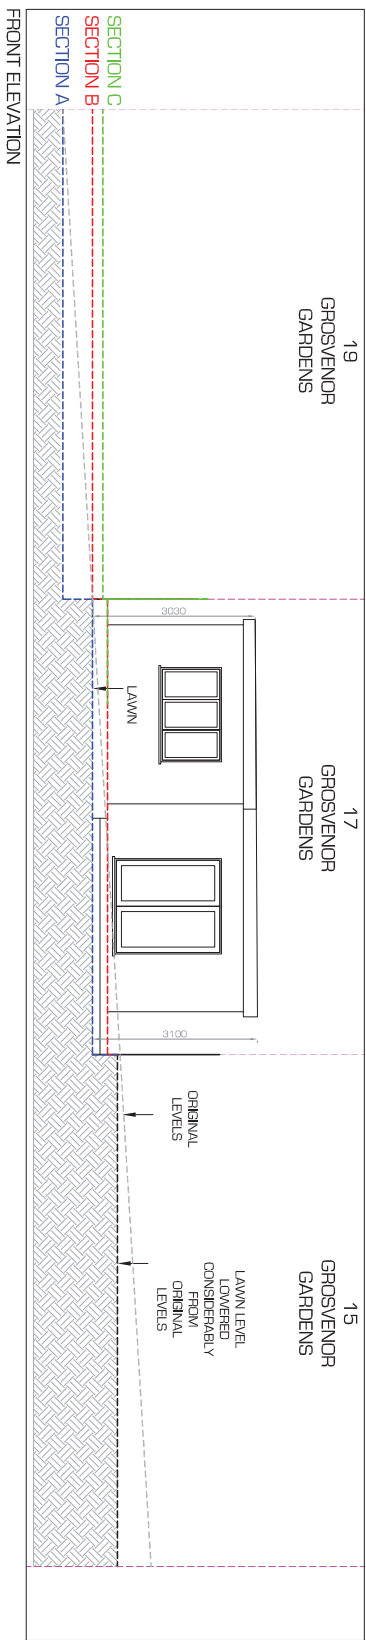 19
GROSVENOR
GARDENS
17
GROSVENOR
GARDENS
15
GROSVENOR
GARDENS
SECTION C
SECTION B
SECTION A
3030
LAWN
3100
ORIGINAL
LEVELS
LAWN LEVEL
LOWERED
CONSIDERABLY
FROM
ORIGINAL
LEVELS
FRONT ELEVATION